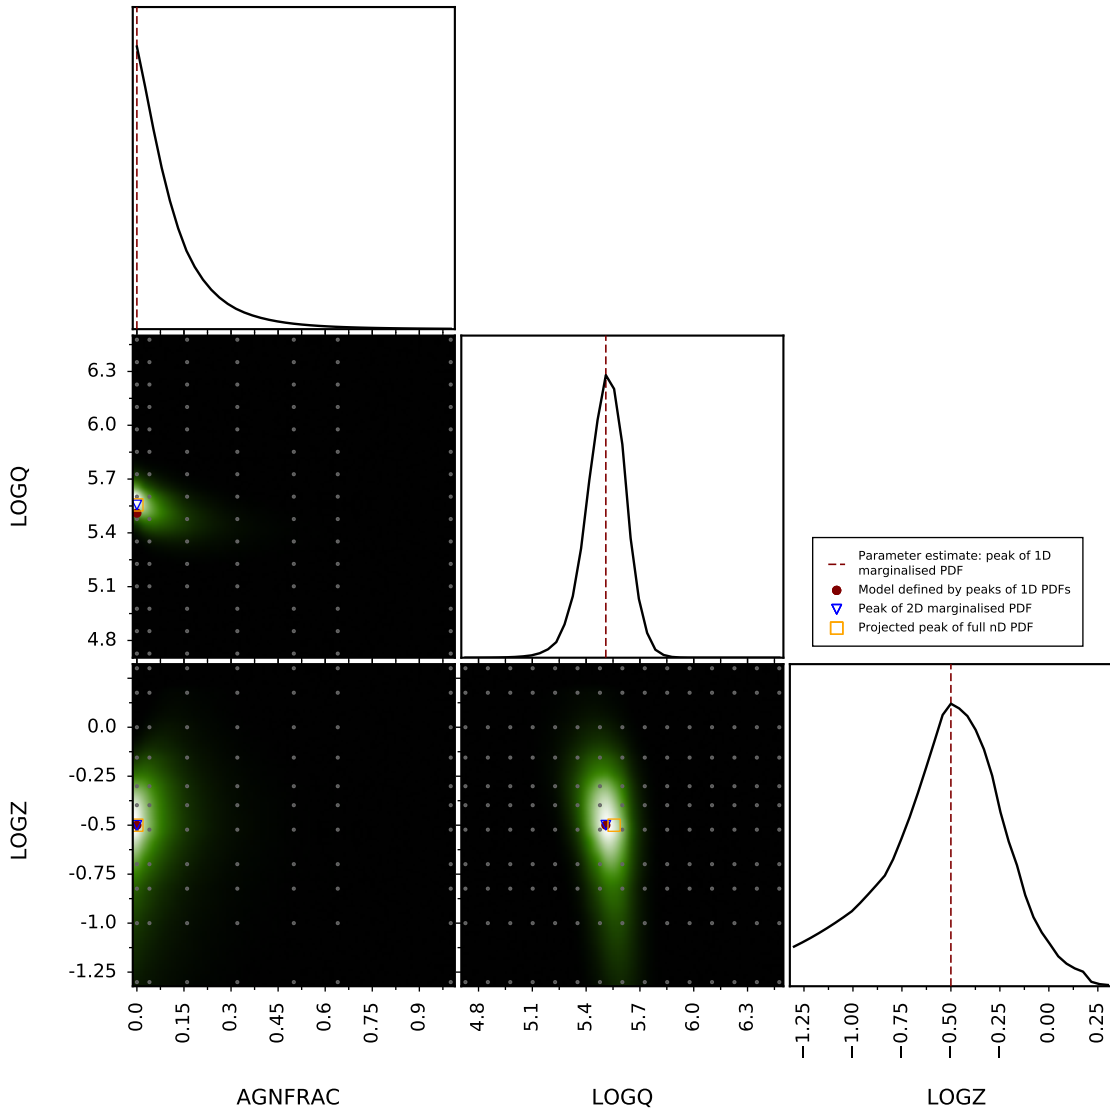 LOGQ
6.3
6.0
5.7
5.4
5.1
4.8
Parameter estimate: peak of 1D
marginalised PDF
Model defined by peaks of 1D PDFs
Peak of 2D marginalised PDF
Projected peak of full nD PDF
LOGZ
0.0
-0.25
-0.5
-0.75
-1.0
-1.25
0.0 0.15 0.3 0.45 0.6 0.75 0.9
4.8 5.1 5.4 5.7 6.0 6.3
−1.25 −1.00 −0.75 −0.50 −0.25 0.00 0.25
AGNFRAC LOGQ LOGZ